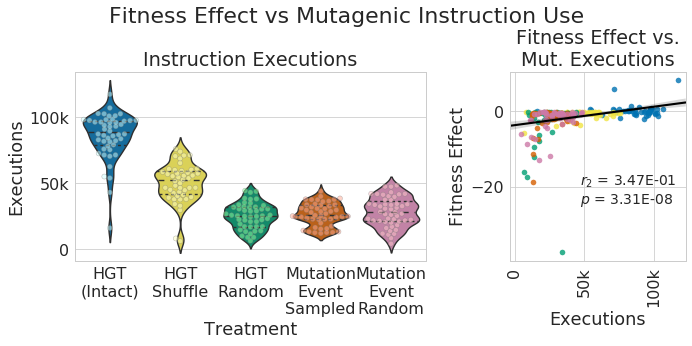 Fitness Effect vs Mutagenic Instruction Use
Instruction Executions
Executions
100k
50k
0
HGT
(Intact)
HGT
Shuffle
HGT
Random
Mutation
Event
Sampled
Mutation
Event
Random
Treatment
Fitness Effect vs.
Mut. Executions
Fitness Effect
0
−20
r2 = 3.47E-01
p = 3.31E-08
0
50k
100k
Executions